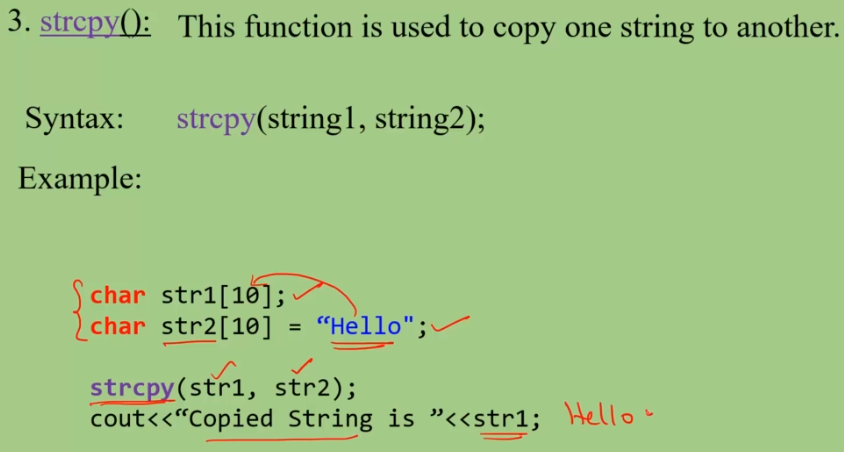 3. strcpy(): This function is used to copy one string to another.
Syntax: strcpy(string1, string2);
Example:
char str1[10];
char str2[10] = “Hello";
strcpy(str1, str2);
cout<<“Copied String is ”<<str1; Hello